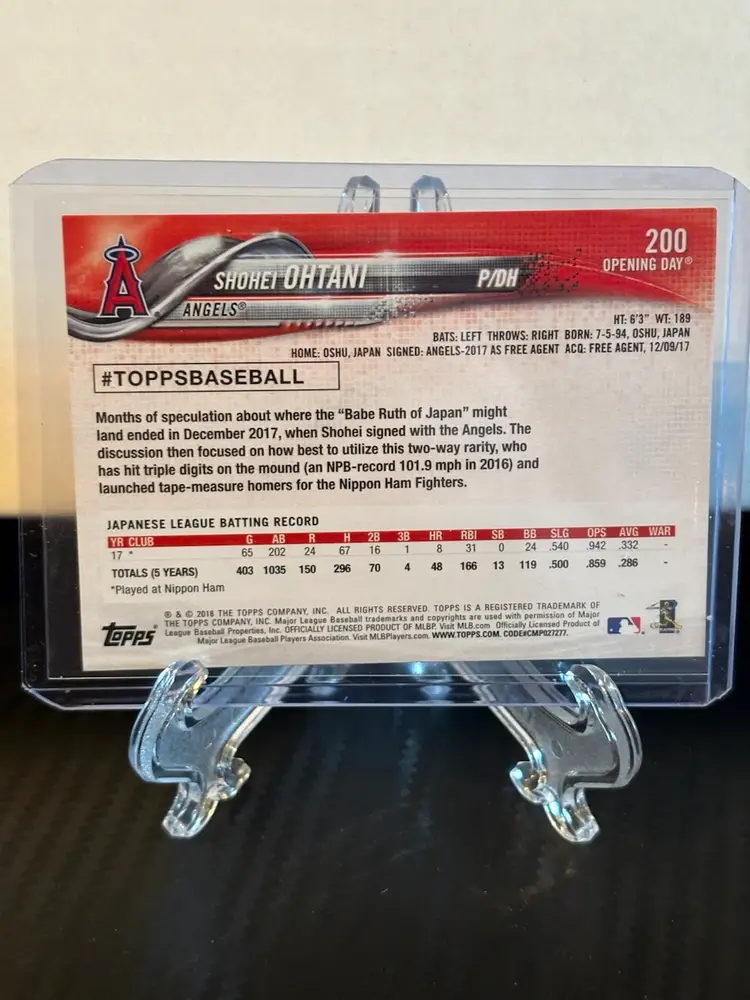 200
OPENING DAY®
SHOHEI OHTANI P/DH
A
ANGELS®
HT: 6'3" WT: 189
BATS: LEFT THROWS: RIGHT BORN: 7-5-94, OSHU, JAPAN
HOME: OSHU, JAPAN SIGNED: ANGELS-2017 AS FREE AGENT ACQ: FREE AGENT, 12/09/17
#TOPPSBASEBALL
Months of speculation about where the “Babe Ruth of Japan” might
land ended in December 2017, when Shohei signed with the Angels. The
discussion then focused on how best to utilize this two-way rarity, who
has hit triple digits on the mound (an NPB-record 101.9 mph in 2016) and
launched tape-measure homers for the Nippon Ham Fighters.
JAPANESE LEAGUE BATTING RECORD
YR CLUB G AB R H 2B 3B HR RBI SB BB SLG OPS AVG WAR
17 * 65 202 24 67 16 1 8 31 0 24 .540 .942 .332 -
TOTALS (5 YEARS) 403 1035 150 296 70 4 48 166 13 119 .500 .859 .286 -
*Played at Nippon Ham
® & © 2018 THE TOPPS COMPANY, INC. ALL RIGHTS RESERVED. TOPPS IS A REGISTERED TRADEMARK OF
THE TOPPS COMPANY, INC. Major League Baseball trademarks and copyrights are used with permission of Major
League Baseball Properties, Inc. OFFICIALLY LICENSED PRODUCT OF MLBP. Visit MLB.com Officially Licensed Product of
Major League Baseball Players Association. Visit MLBPlayers.com. WWW.TOPPS.COM. CODE#CMP027277.
topps®